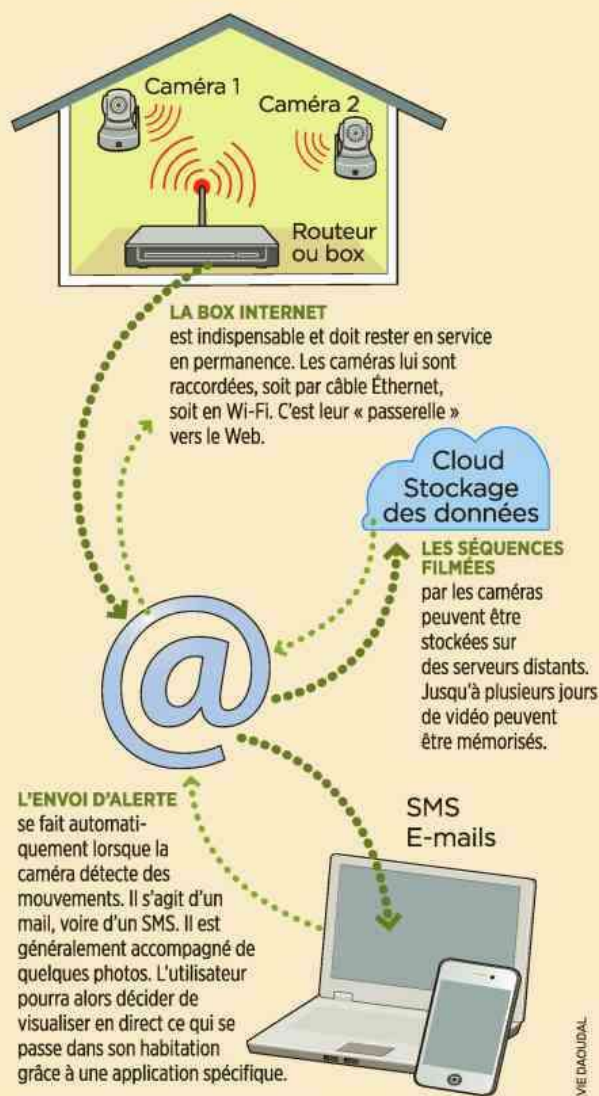 Caméra 1
Caméra 2
Routeur
ou box
LA BOX INTERNET
est indispensable et doit rester en service
en permanence. Les caméras lui sont
raccordées, soit par câble Éthernet,
soit en Wi-Fi. C'est leur « passerelle »
vers le Web.
Cloud
Stockage
des données
LES SÉQUENCES
FILMÉES
par les caméras
peuvent être
stockées sur
des serveurs distants.
Jusqu'à plusieurs jours
de vidéo peuvent
être mémorisés.
@
L'ENVOI D'ALERTE
se fait automati-
quement lorsque la
caméra détecte des
mouvements. Il s'agit d'un
mail, voire d'un SMS. Il est
généralement accompagné de
quelques photos. L'utilisateur
pourra alors décider de
visualiser en direct ce qui se
passe dans son habitation
grâce à une application spécifique.
SMS
E-mails
VIE DAOUDAL